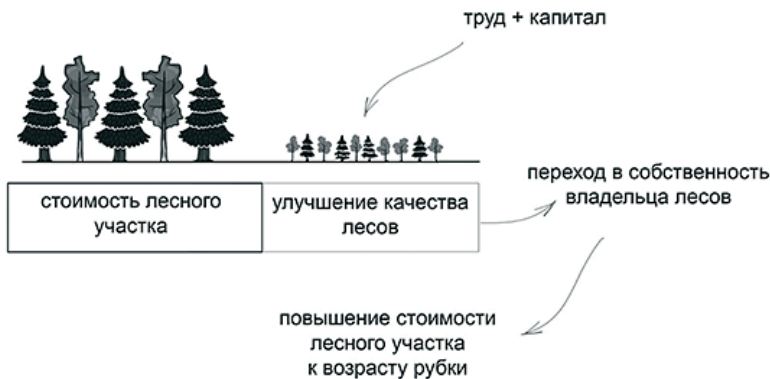 труд + капитал
стоимость лесного
участка
улучшение качества
лесов
переход в собственность
владельца лесов
повышение стоимости
лесного участка
к возрасту рубки